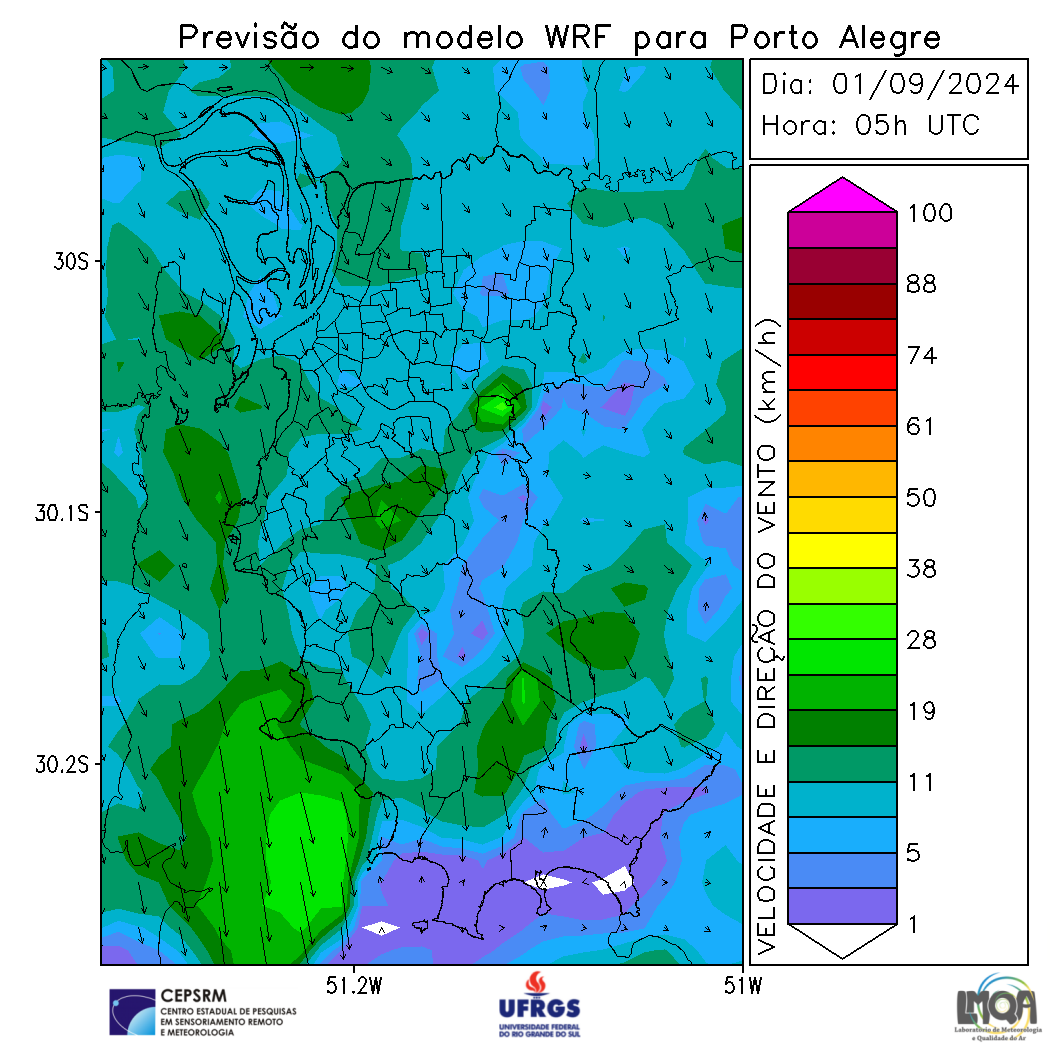 Previsão do modelo WRF para Porto Alegre
Dia: 01/09/2024
Hora: 05h UTC
30S
30.1S
30.2S
51.2W
51W
VELOCIDADE E DIREÇÃO DO VENTO (km/h)
100
88
74
61
50
38
28
19
11
5
1
CEPSRM
CENTRO ESTADUAL DE PESQUISAS
EM SENSORIAMENTO REMOTO
E METEOROLOGIA
UFRGS
UNIVERSIDADE FEDERAL
DO RIO GRANDE DO SUL
LMQA
Laboratório de Meteorologia
e Qualidade do Ar